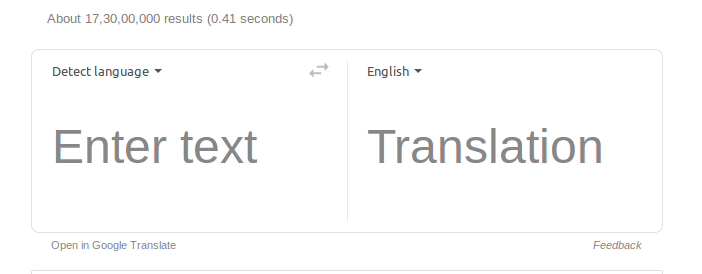 About 17,30,00,000 results (0.41 seconds)
Detect language English
Enter text Translation
Open in Google Translate Feedback